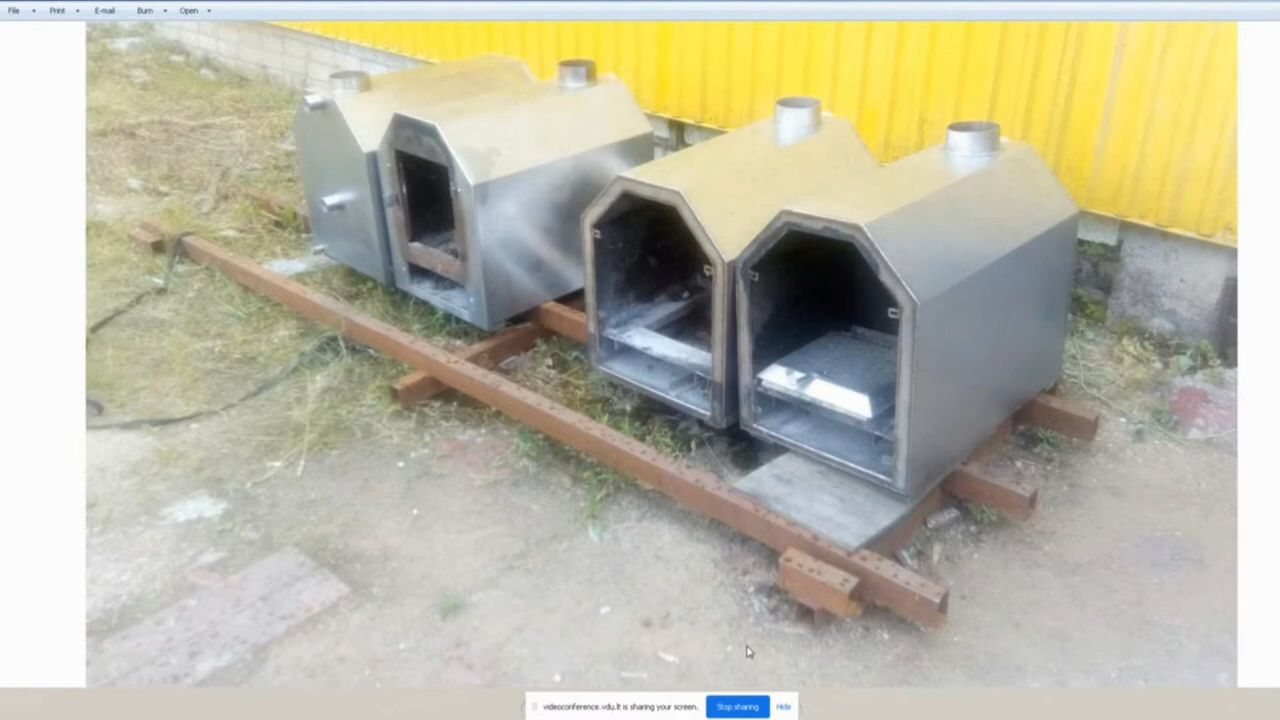 File Print E-mail Burn Open
videoconference.vdu.lt is sharing your screen. Stop sharing Hide